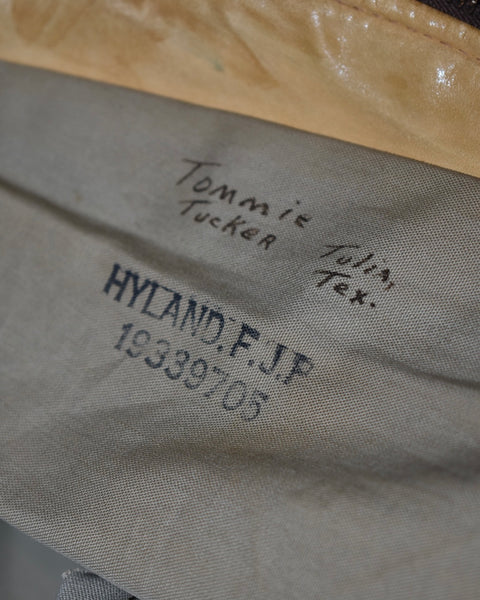 Tommie
Tucker
Tulia,
Tex.
HYLAND.F.J.P
19339705